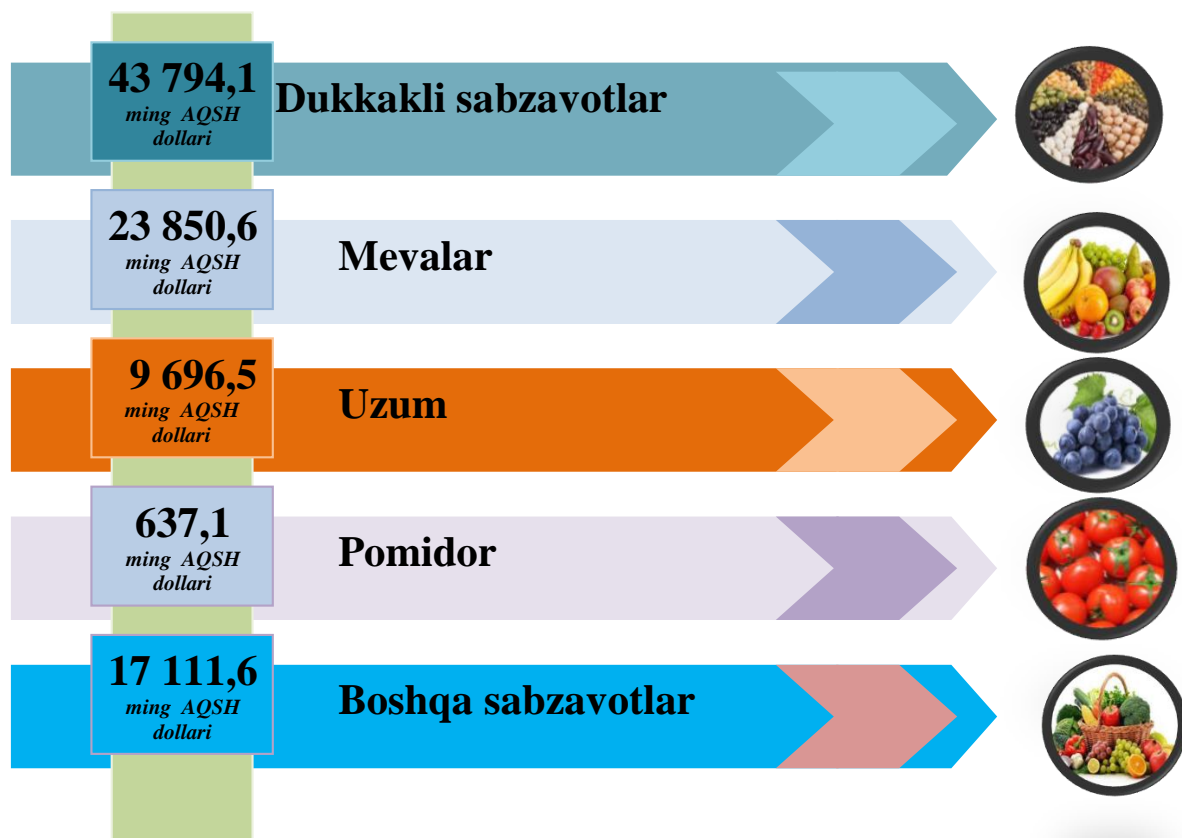 43 794,1
ming AQSH
dollari
Dukkakli sabzavotlar
23 850,6
ming AQSH
dollari
Mevalar
9 696,5
ming AQSH
dollari
Uzum
637,1
ming AQSH
dollari
Pomidor
17 111,6
ming AQSH
dollari
Boshqa sabzavotlar